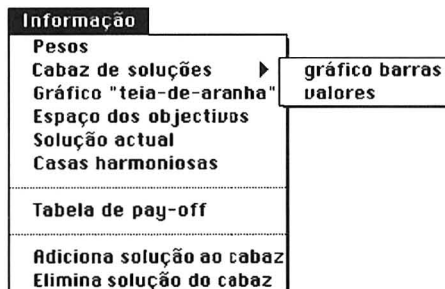 Informação
Pesos
Cabaz de soluções ▶ gráfico barras
Gráfico "teia-de-aranha" valores
Espaço dos objectivos
Solução actual
Casas harmoniosas
Tabela de pay-off
Adiciona solução ao cabaz
Elimina solução do cabaz